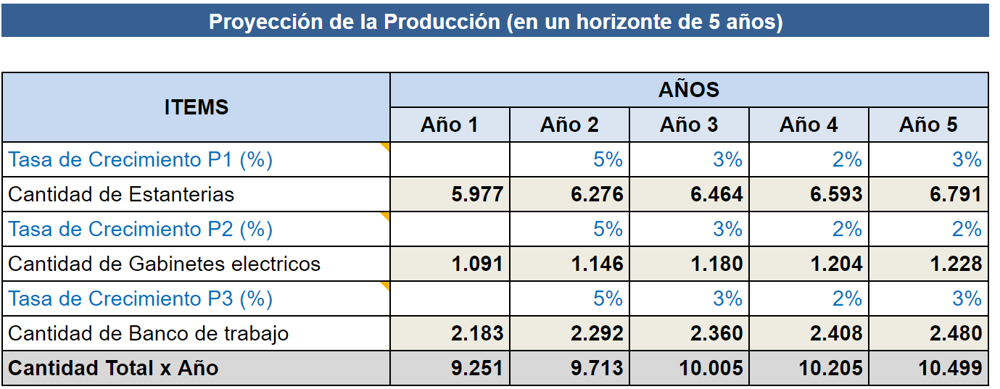 Proyección de la Producción (en un horizonte de 5 años)
ITEMS AÑOS
Año 1 Año 2 Año 3 Año 4 Año 5
Tasa de Crecimiento P1 (%) 5% 3% 2% 3%
Cantidad de Estanterias 5.977 6.276 6.464 6.593 6.791
Tasa de Crecimiento P2 (%) 5% 3% 2% 2%
Cantidad de Gabinetes electricos 1.091 1.146 1.180 1.204 1.228
Tasa de Crecimiento P3 (%) 5% 3% 2% 3%
Cantidad de Banco de trabajo 2.183 2.292 2.360 2.408 2.480
Cantidad Total x Año 9.251 9.713 10.005 10.205 10.499